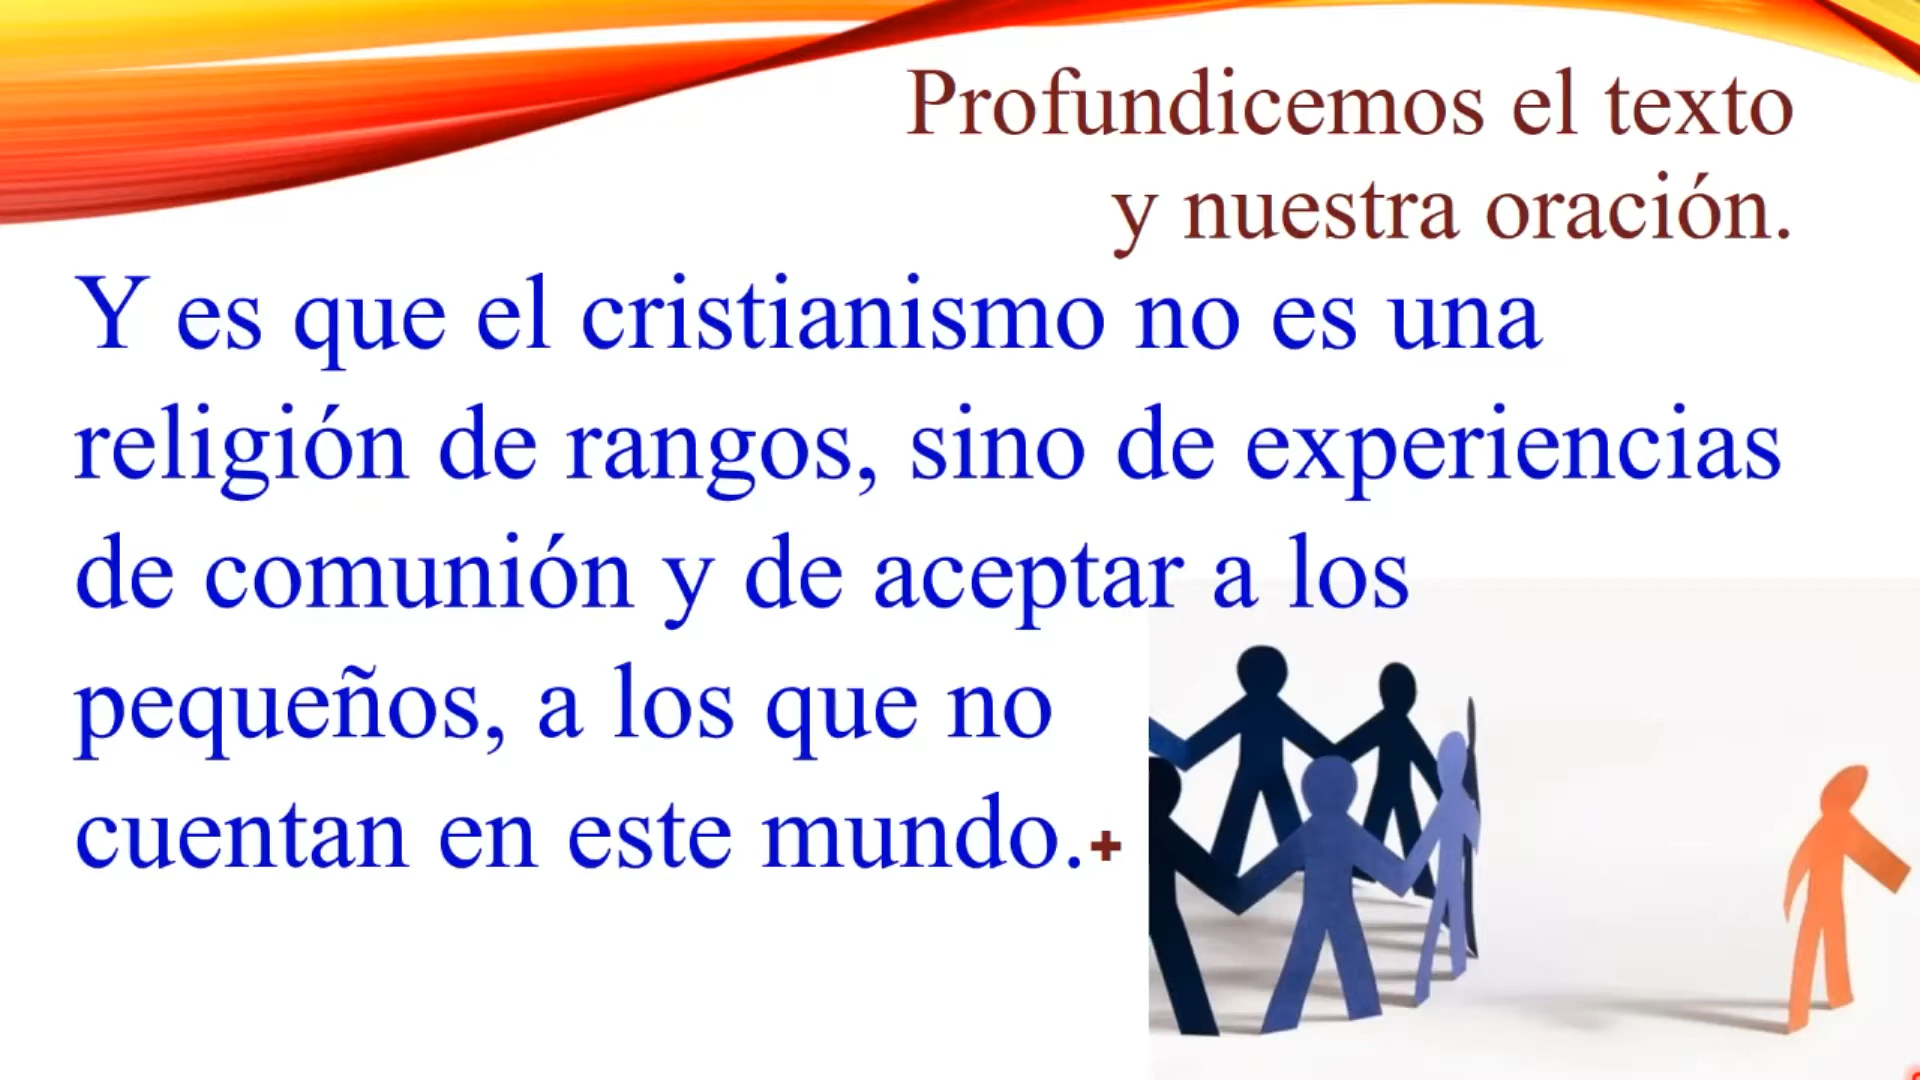 Profundicemos el texto
y nuestra oración.
Y es que el cristianismo no es una
religión de rangos, sino de experiencias
de comunión y de aceptar a los
pequeños, a los que no
cuentan en este mundo.+